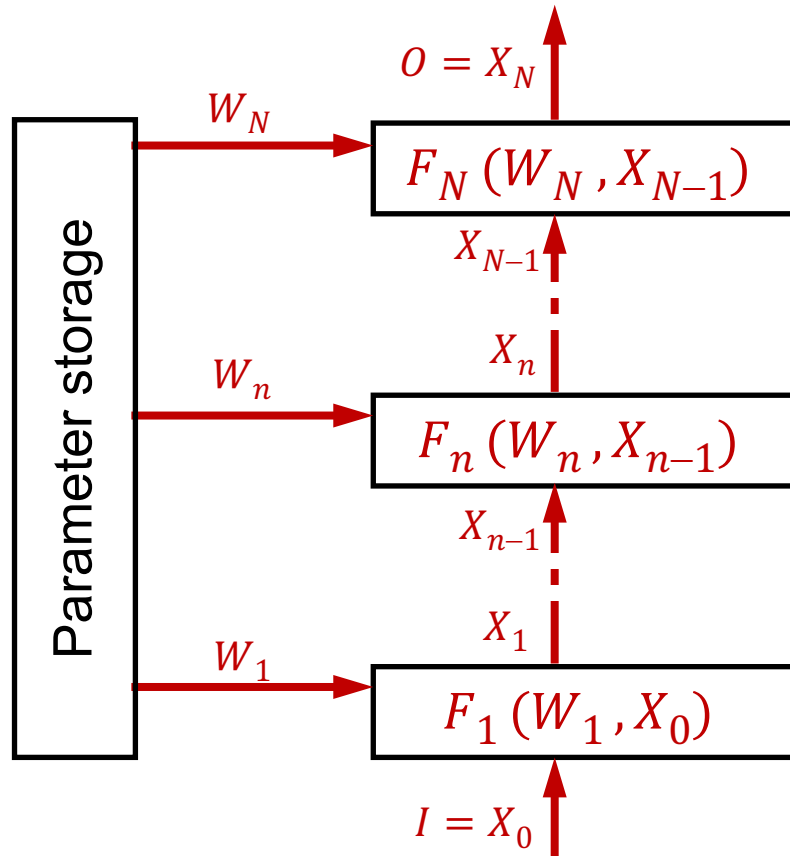 O = X_N
W_N
F_N (W_N , X_{N−1})
X_{N−1}
X_n
W_n
F_n (W_n , X_{n−1})
X_{n−1}
X_1
W_1
F_1 (W_1 , X_0)
I = X_0
Parameter storage